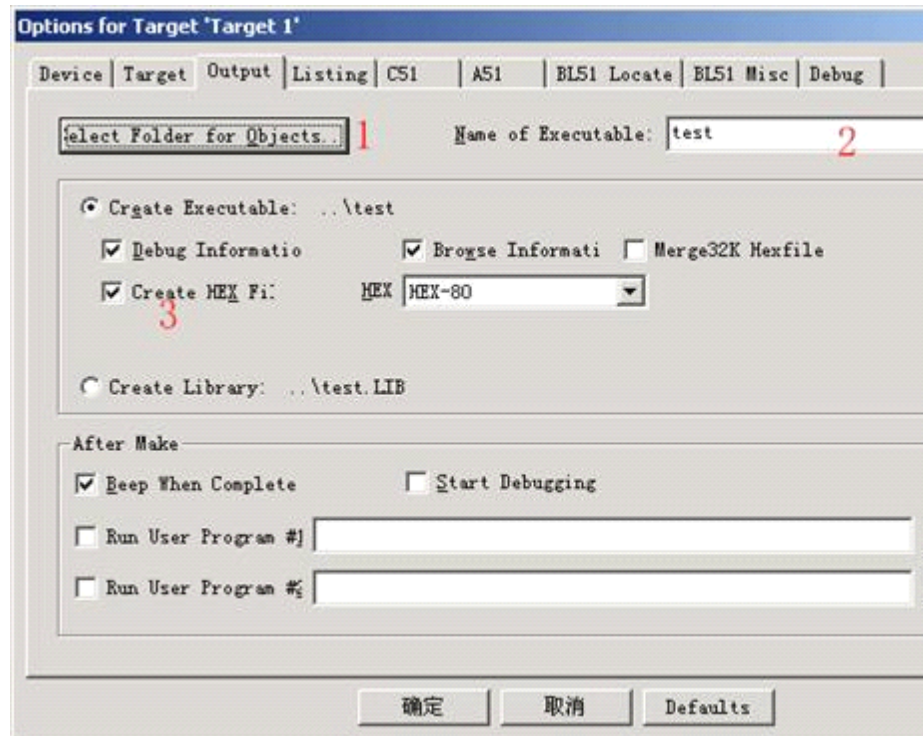 Options for Target 'Target 1'
Device Target Output Listing C51 A51 BL51 Locate BL51 Misc Debug
Select Folder for Objects.. 1 Name of Executable: test 2
Create Executable: ..\test
Debug Informatio Browse Informati Merge32K Hexfile
Create HEX Fi: HEX HEX-80
3
Create Library: ..\test.LIB
After Make
Beep When Complete Start Debugging
Run User Program #1
Run User Program #2
确定 取消 Defaults